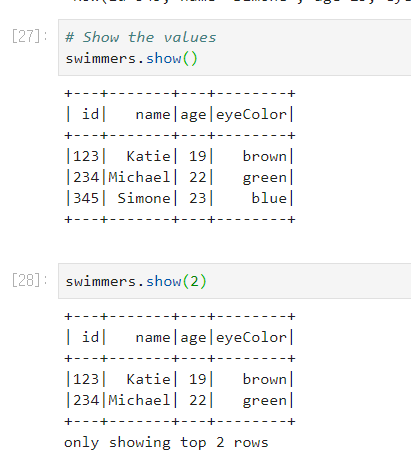 [27]:
# Show the values
swimmers.show()
+---+-------+---+--------+
| id|   name|age|eyeColor|
+---+-------+---+--------+
|123|  Katie| 19|   brown|
|234|Michael| 22|   green|
|345| Simone| 23|    blue|
+---+-------+---+--------+
[28]:
swimmers.show(2)
+---+-------+---+--------+
| id|   name|age|eyeColor|
+---+-------+---+--------+
|123|  Katie| 19|   brown|
|234|Michael| 22|   green|
+---+-------+---+--------+
only showing top 2 rows